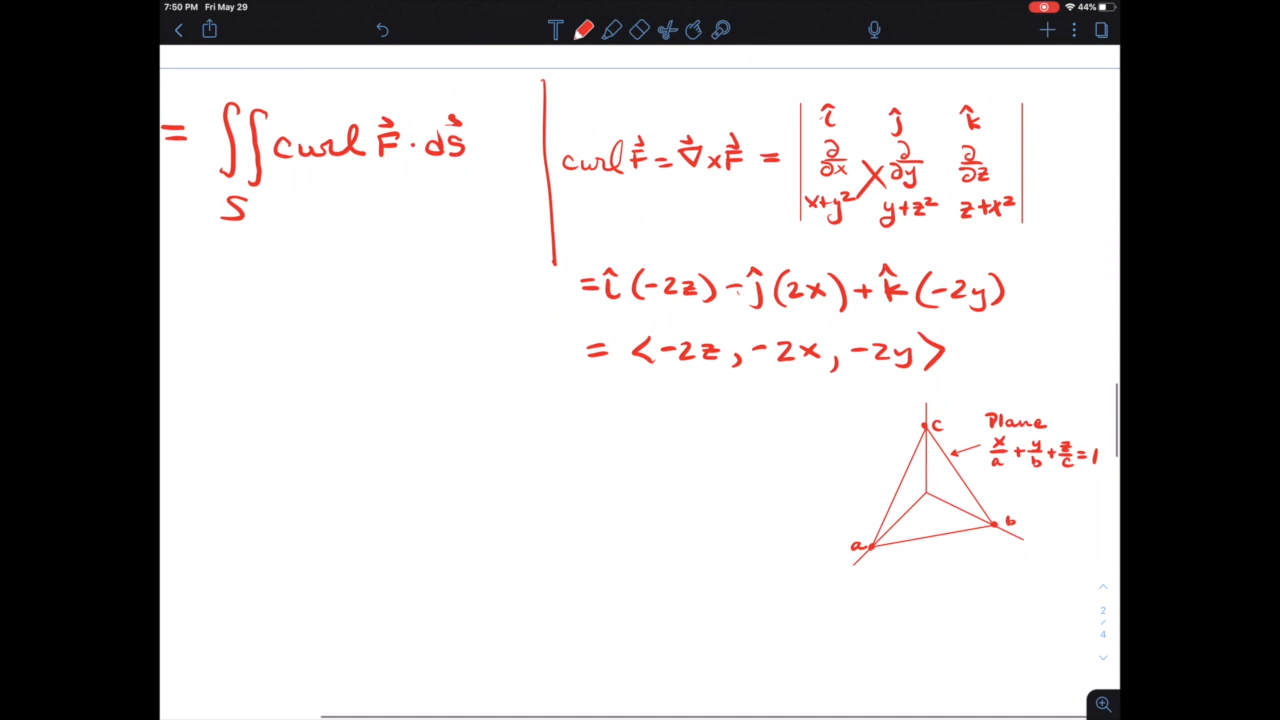 7:50 PM Fri May 29
44%
= ∬ curl F⃗ · dS⃗
S
curl F⃗ = ∇⃗ × F⃗ = | î ĵ k̂
∂/∂x ∂/∂y ∂/∂z
x+y² y+z² z+x² |
= î (-2z) - ĵ (2x) + k̂ (-2y)
= <-2z, -2x, -2y>
c
Plane
x/a + y/b + z/c = 1
b
a
2
/
4